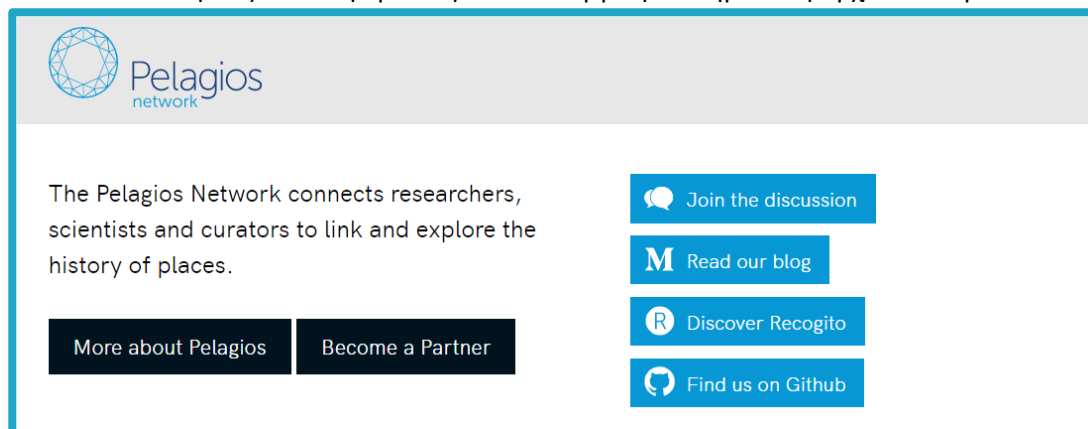 Pelagios
network
The Pelagios Network connects researchers,
scientists and curators to link and explore the
history of places.
More about Pelagios
Become a Partner
Join the discussion
M Read our blog
R Discover Recogito
Find us on Github